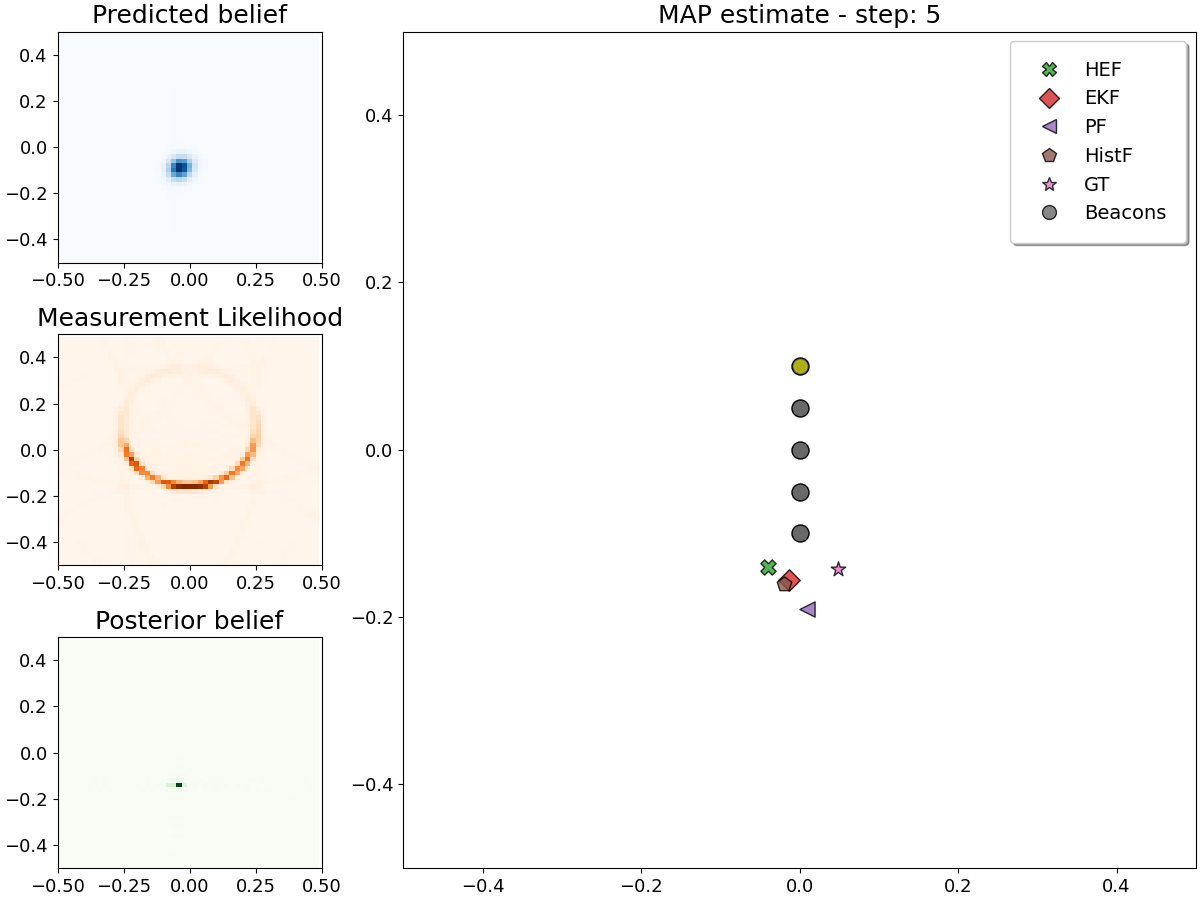 Predicted belief
0.4
0.2
0.0
−0.2
−0.4
−0.50 −0.25 0.00 0.25 0.50
Measurement Likelihood
0.4
0.2
0.0
−0.2
−0.4
−0.50 −0.25 0.00 0.25 0.50
Posterior belief
0.4
0.2
0.0
−0.2
−0.4
−0.50 −0.25 0.00 0.25 0.50
MAP estimate - step: 5
HEF
EKF
PF
HistF
GT
Beacons
0.4
0.2
0.0
−0.2
−0.4
−0.4 −0.2 0.0 0.2 0.4